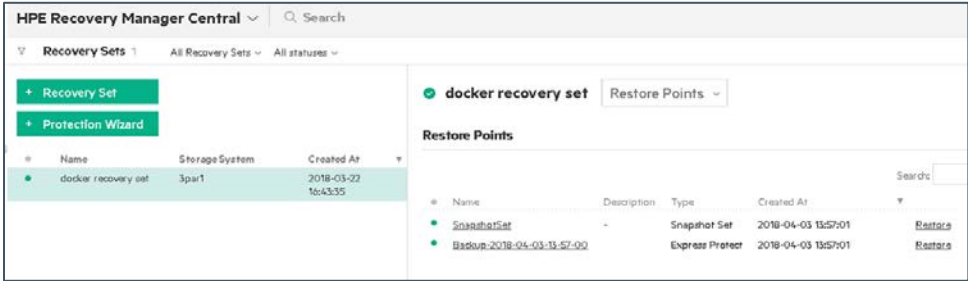 HPE Recovery Manager Central Search
Recovery Sets 1 All Recovery Sets All statuses
+ Recovery Set
+ Protection Wizard
Name Storage System Created At
docker recovery set 3par1 2018-03-22
16:43:35
docker recovery set Restore Points
Restore Points
Search:
Name Description Type Created At
SnapshotSet - Snapshot Set 2018-04-03 13:57:01 Restore
Backup-2018-04-03-13-57-00 Express Protect 2018-04-03 13:57:01 Restore